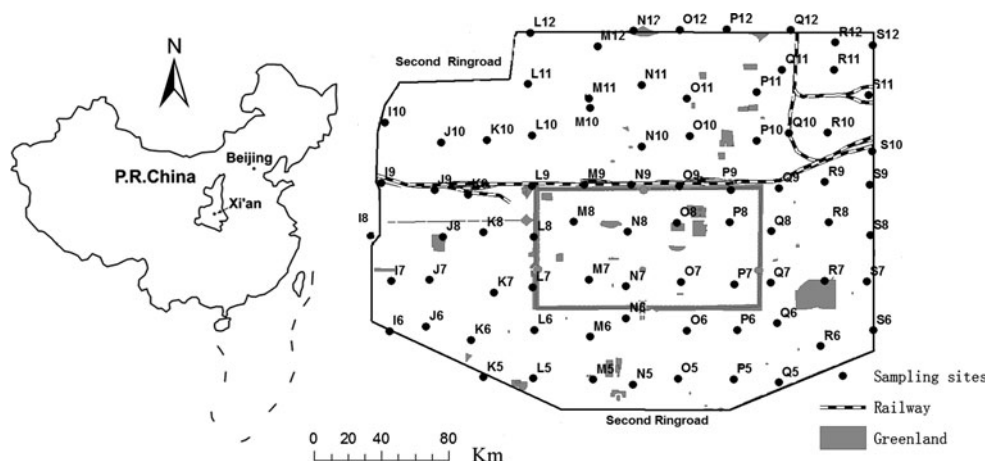 N
P.R.China
Beijing
Xi'an
Second Ringroad
L12
M12
N12
O12
P12
Q12
R12
S12
L11
M11
N11
O11
P11
Q11
R11
S11
I10
J10
K10
L10
M10
N10
O10
P10
Q10
R10
S10
I9
J9
K9
L9
M9
N9
O9
P9
Q9
R9
S9
I8
J8
K8
L8
M8
N8
O8
P8
Q8
R8
S8
I7
J7
K7
L7
M7
N7
O7
P7
Q7
R7
S7
I6
J6
K6
L6
M6
N6
O6
P6
Q6
R6
S6
K5
L5
M5
N5
O5
P5
Q5
Second Ringroad
Sampling sites
Railway
Greenland
0 20 40 80
Km